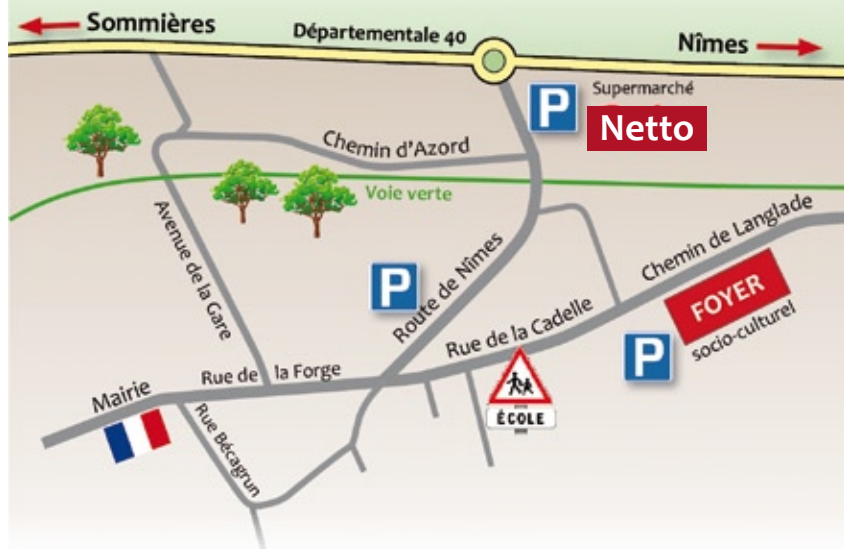 Sommières
Départementale 40
Nîmes
P
Supermarché
Netto
Chemin d'Azord
Voie verte
Avenue de la Gare
P
Route de Nîmes
Chemin de Langlade
FOYER
socio-culturel
P
Rue de la Cadelle
ÉCOLE
Rue de la Forge
Mairie
Rue Bécagrun